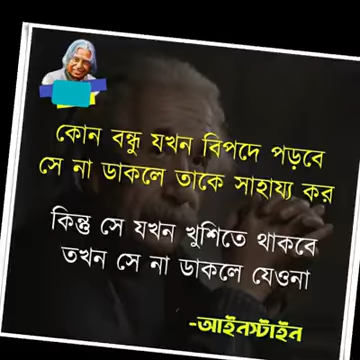 কোন বন্ধু যখন বিপদে পড়বে
সে না ডাকলে তাকে সাহায্য কর
কিন্তু সে যখন খুশিতে থাকবে
তখন সে না ডাকলে যেওনা
-আইনস্টাইন